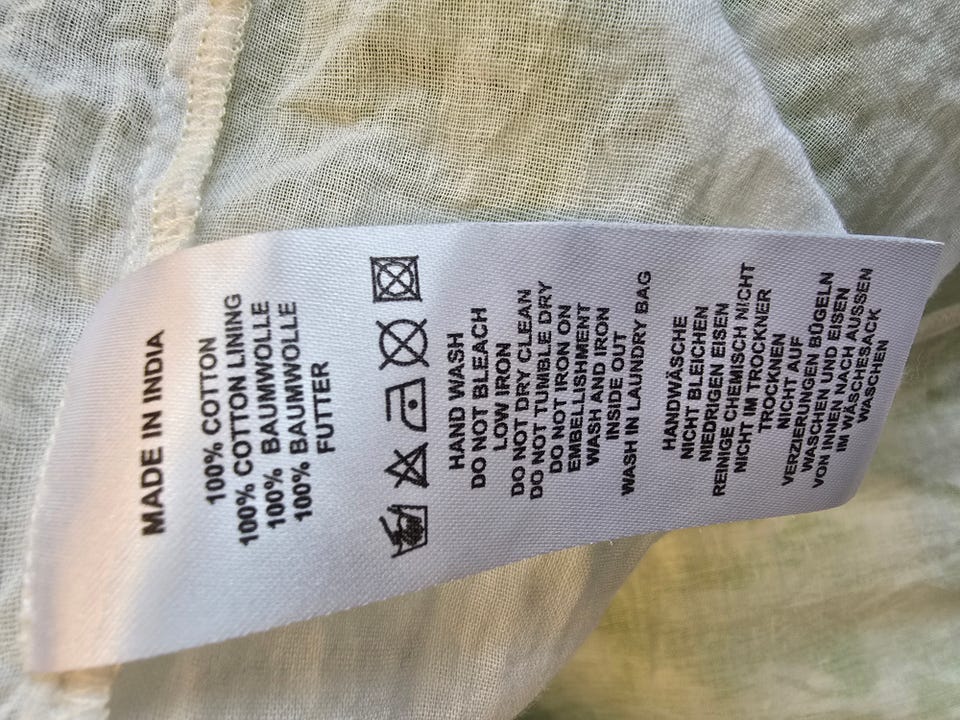 MADE IN INDIA
100% COTTON
100% COTTON LINING
100% BAUMWOLLE
100% BAUMWOLLE
FUTTER
HAND WASH
DO NOT BLEACH
LOW IRON
DO NOT DRY CLEAN
DO NOT TUMBLE DRY
DO NOT IRON ON
EMBELLISHMENT
WASH AND IRON
INSIDE OUT
WASH IN LAUNDRY BAG
HANDWÄSCHE
NICHT BLEICHEN
NIEDRIGEN EISEN
REINIGE CHEMISCH NICHT
NICHT IM TROCKNER
TROCKNEN
NICHT AUF
VERZIERUNGEN BÜGELN
WASCHEN UND EISEN
VON INNEN NACH AUSSEN
IM WÄSCHESACK
WASCHEN